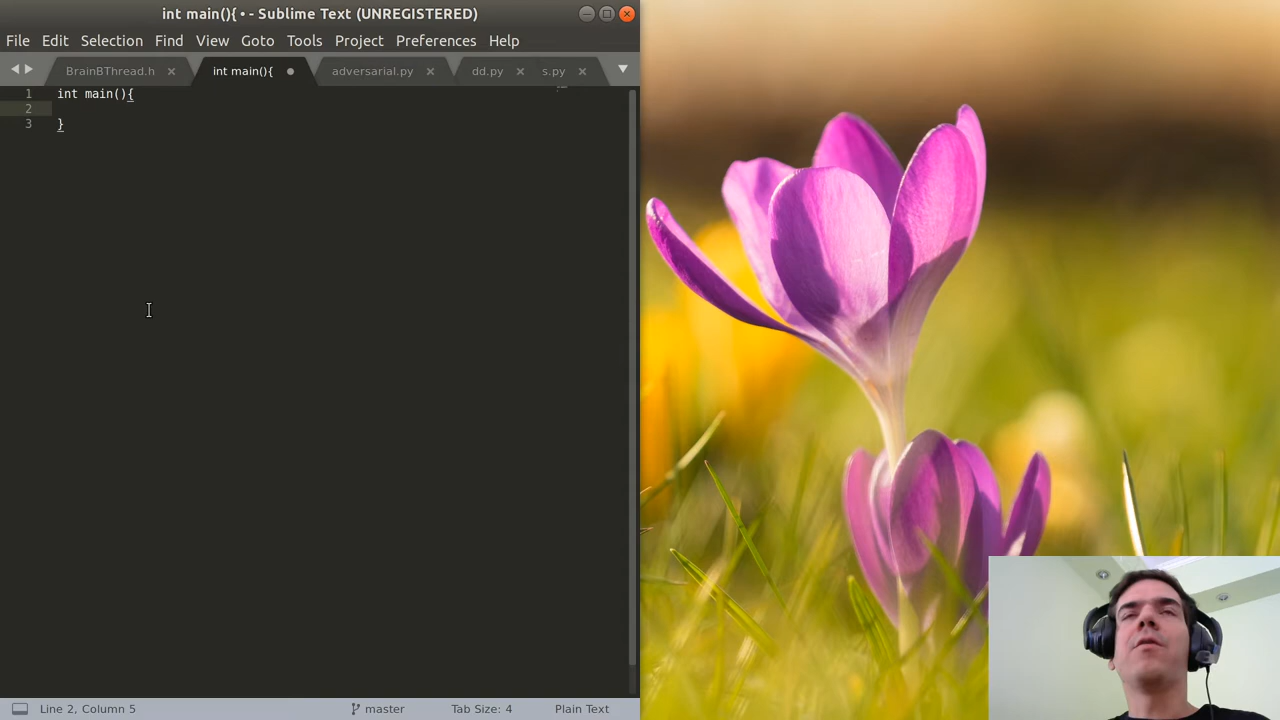 int main(){ • - Sublime Text (UNREGISTERED)
File Edit Selection Find View Goto Tools Project Preferences Help
BrainBThread.h int main(){ adversarial.py dd.py s.py
1 int main(){
2
3 }
Line 2, Column 5 master Tab Size: 4 Plain Text